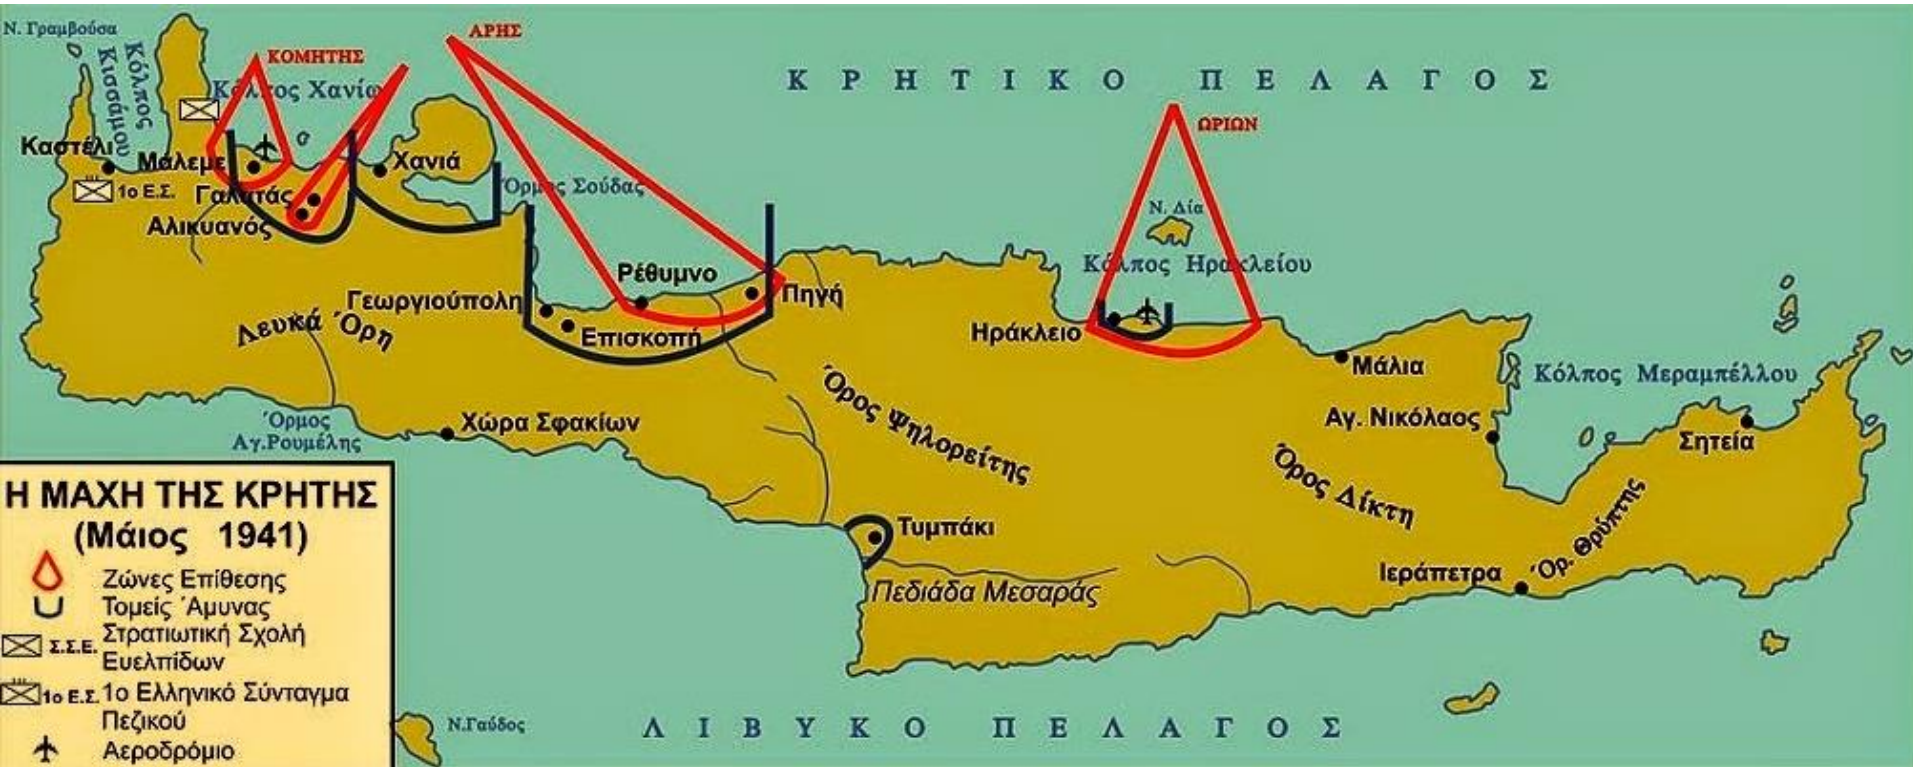 Ν. Γραμβούσα
Κόλπος
Κισσάμου
ΚΟΜΗΤΗΣ
ΑΡΗΣ
Κόλπος Χανίω
ΚΡΗΤΙΚΟ ΠΕΛΑΓΟΣ
ΩΡΙΩΝ
Καστέλι
Μάλεμε
Χανιά
1ο Ε.Σ.
Γαλατάς
Όρμος Σούδας
Αλικυανός
Ν. Δία
Κόλπος Ηρακλείου
Ρέθυμνο
Πηγή
Γεωργιούπολη
Επισκοπή
Λευκά Όρη
Ηράκλειο
Μάλια
Κόλπος Μεραμπέλλου
Όρος Ψηλορείτης
Αγ. Νικόλαος
Σητεία
Όρμος
Αγ.Ρουμέλης
Χώρα Σφακίων
Όρος Δίκτη
Όρ. Θρύπτης
Τυμπάκι
Πεδιάδα Μεσαράς
Ιεράπετρα
Η ΜΑΧΗ ΤΗΣ ΚΡΗΤΗΣ
(Μάιος 1941)
Ζώνες Επίθεσης
Τομείς Άμυνας
Σ.Σ.Ε. Στρατιωτική Σχολή
Ευελπίδων
1ο Ε.Σ. 1ο Ελληνικό Σύνταγμα
Πεζικού
Αεροδρόμιο
Ν.Γαύδος
ΛΙΒΥΚΟ ΠΕΛΑΓΟΣ